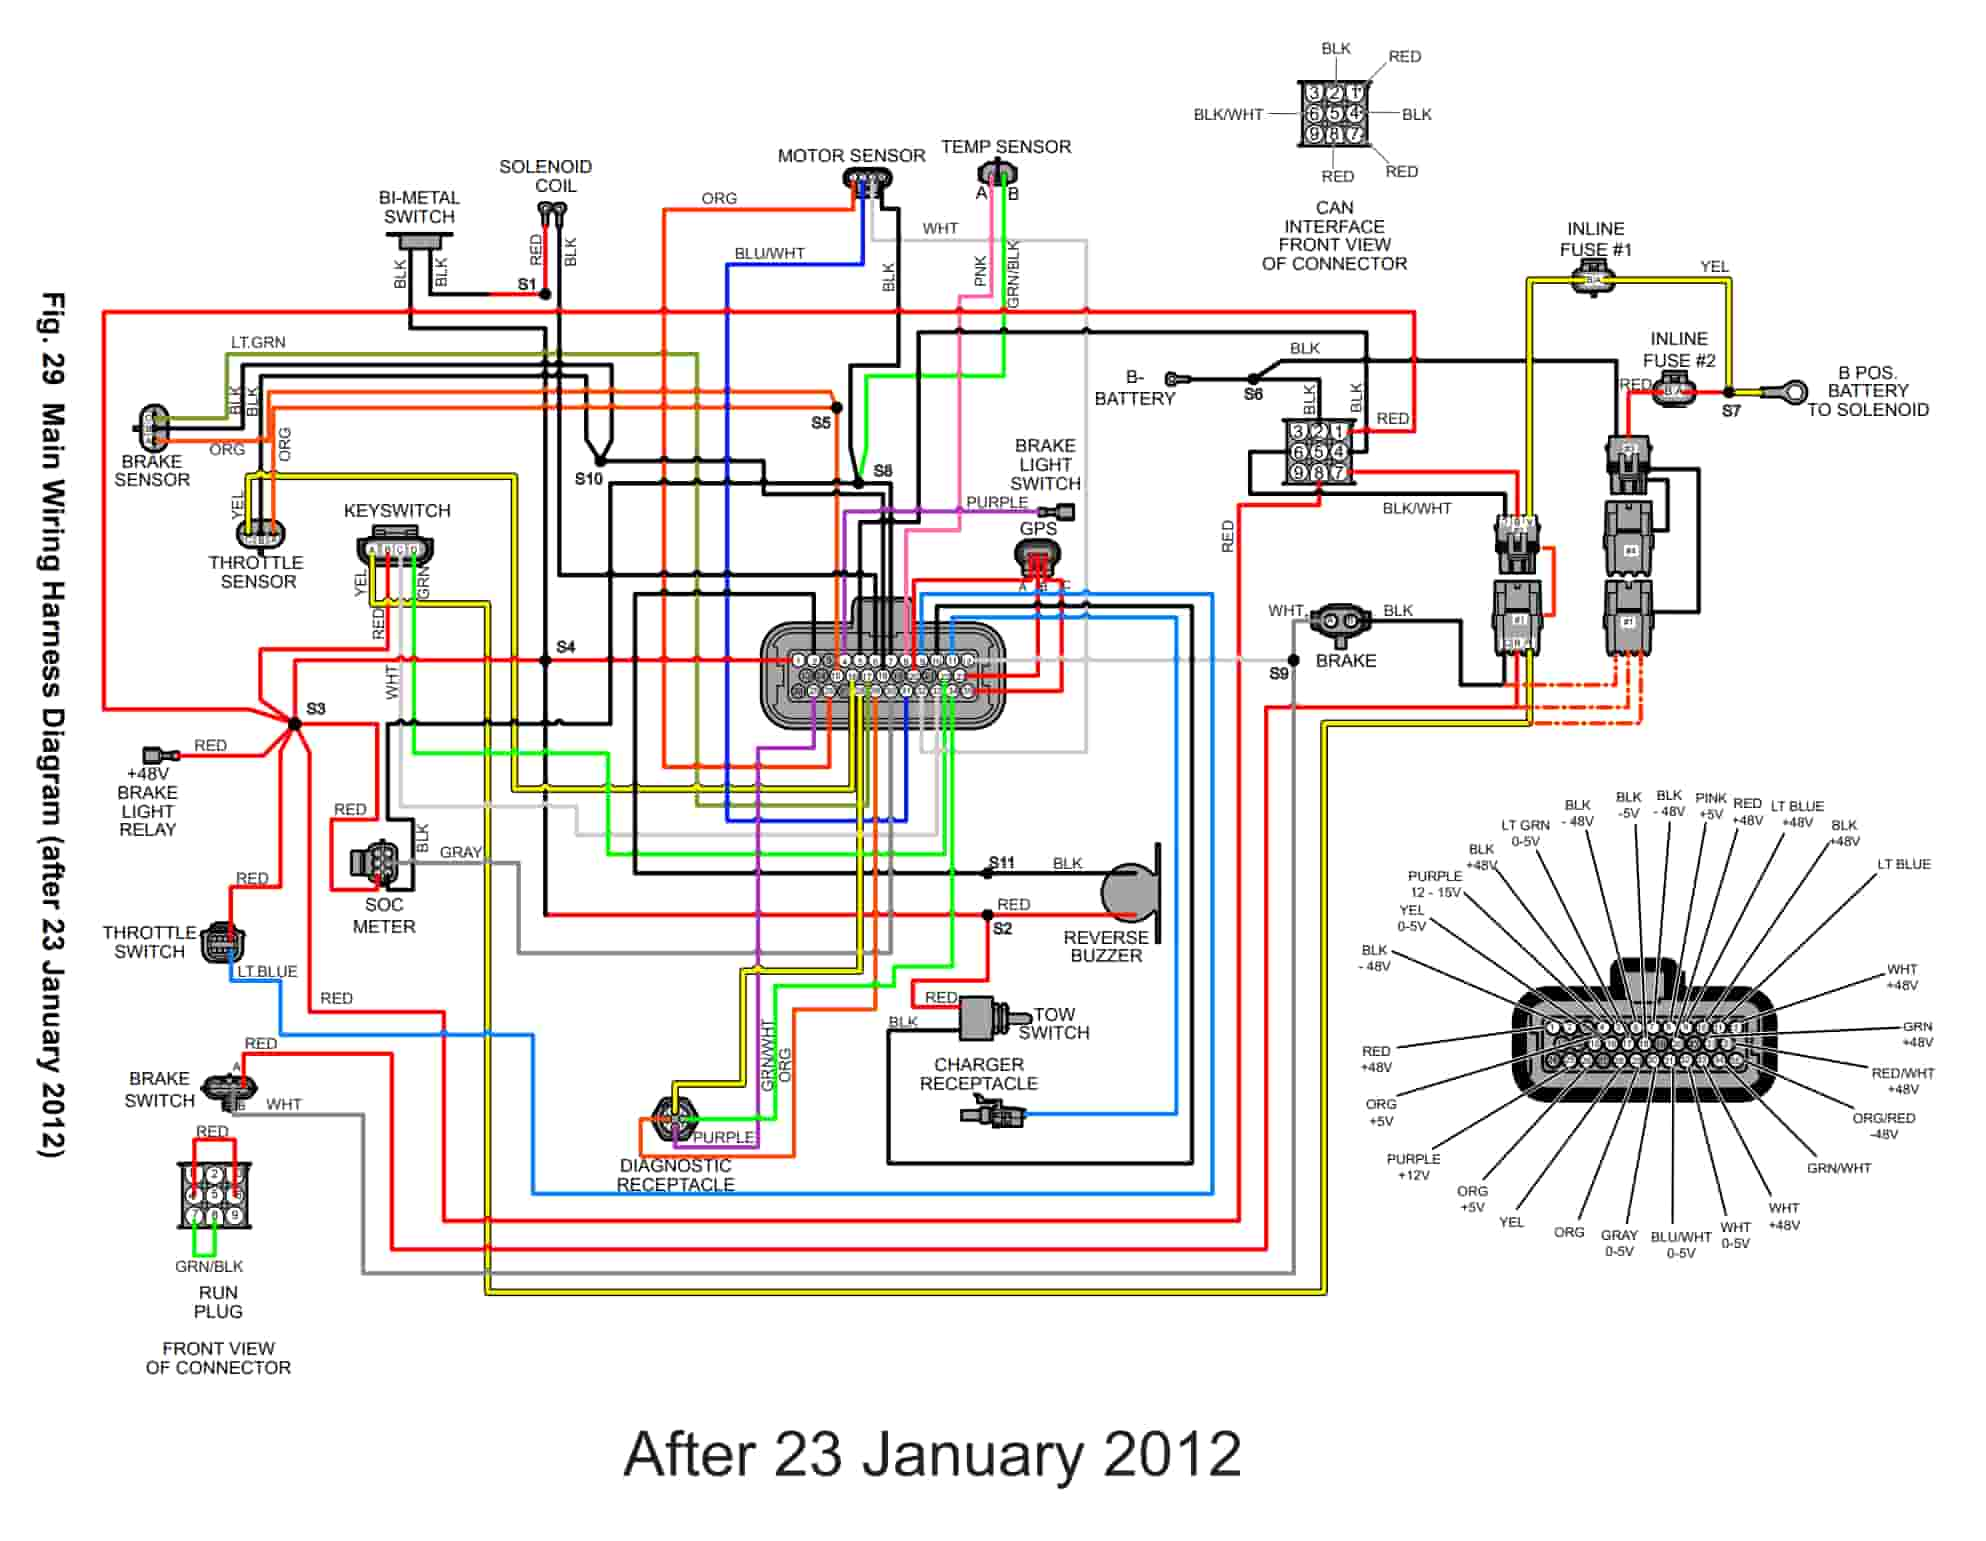 Fig. 29 Main Wiring Harness Diagram (after 23 January 2012)
BLK
RED
3 2 1
BLK/WHT
6 5 4
BLK
9 8 7
RED
RED
CAN
INTERFACE
FRONT VIEW
OF CONNECTOR
MOTOR SENSOR
TEMP SENSOR
A B
SOLENOID
COIL
BI-METAL
SWITCH
RED
BLK
BLK
BLK
S1
ORG
BLU/WHT
BLK
WHT
PNK
GRN/BLK
INLINE
FUSE #1
B A
YEL
INLINE
FUSE #2
RED
B A
S7
B POS.
BATTERY
TO SOLENOID
B-
BATTERY
S6
BLK
BLK
BLK
RED
3 2 1
6 5 4
9 8 7
BLK/WHT
RED
LT.GRN
BLK
BLK
ORG
ORG
BRAKE
SENSOR
S5
S10
S8
YEL
THROTTLE
SENSOR
KEYSWITCH
A B C D
YEL
RED
GRN
WHT
BRAKE
LIGHT
SWITCH
PURPLE
GPS
A B C
WHT
BLK
A B
BRAKE
S9
#1
#1
S4
S3
RED
+48V
BRAKE
LIGHT
RELAY
RED
BLK
GRAY
SOC
METER
S11
BLK
RED
S2
REVERSE
BUZZER
RED
THROTTLE
SWITCH
LT.BLUE
RED
RED
BLK
TOW
SWITCH
CHARGER
RECEPTACLE
RED
A
BRAKE
SWITCH
B
WHT
GRN/WHT
ORG
PURPLE
DIAGNOSTIC
RECEPTACLE
RED
2
5
7 8 9
GRN/BLK
RUN
PLUG
FRONT VIEW
OF CONNECTOR
BLK
- 48V
BLK
-5V
BLK
- 48V
PINK
+5V
RED
+48V
LT BLUE
+48V
BLK
+48V
LT BLUE
LT GRN
0-5V
BLK
+48V
PURPLE
12 - 15V
YEL
0-5V
BLK
- 48V
WHT
+48V
GRN
+48V
RED/WHT
+48V
ORG/RED
-48V
GRN/WHT
RED
+48V
ORG
+5V
PURPLE
+12V
ORG
+5V
YEL
ORG
GRAY
0-5V
BLU/WHT
0-5V
WHT
0-5V
WHT
+48V
After 23 January 2012